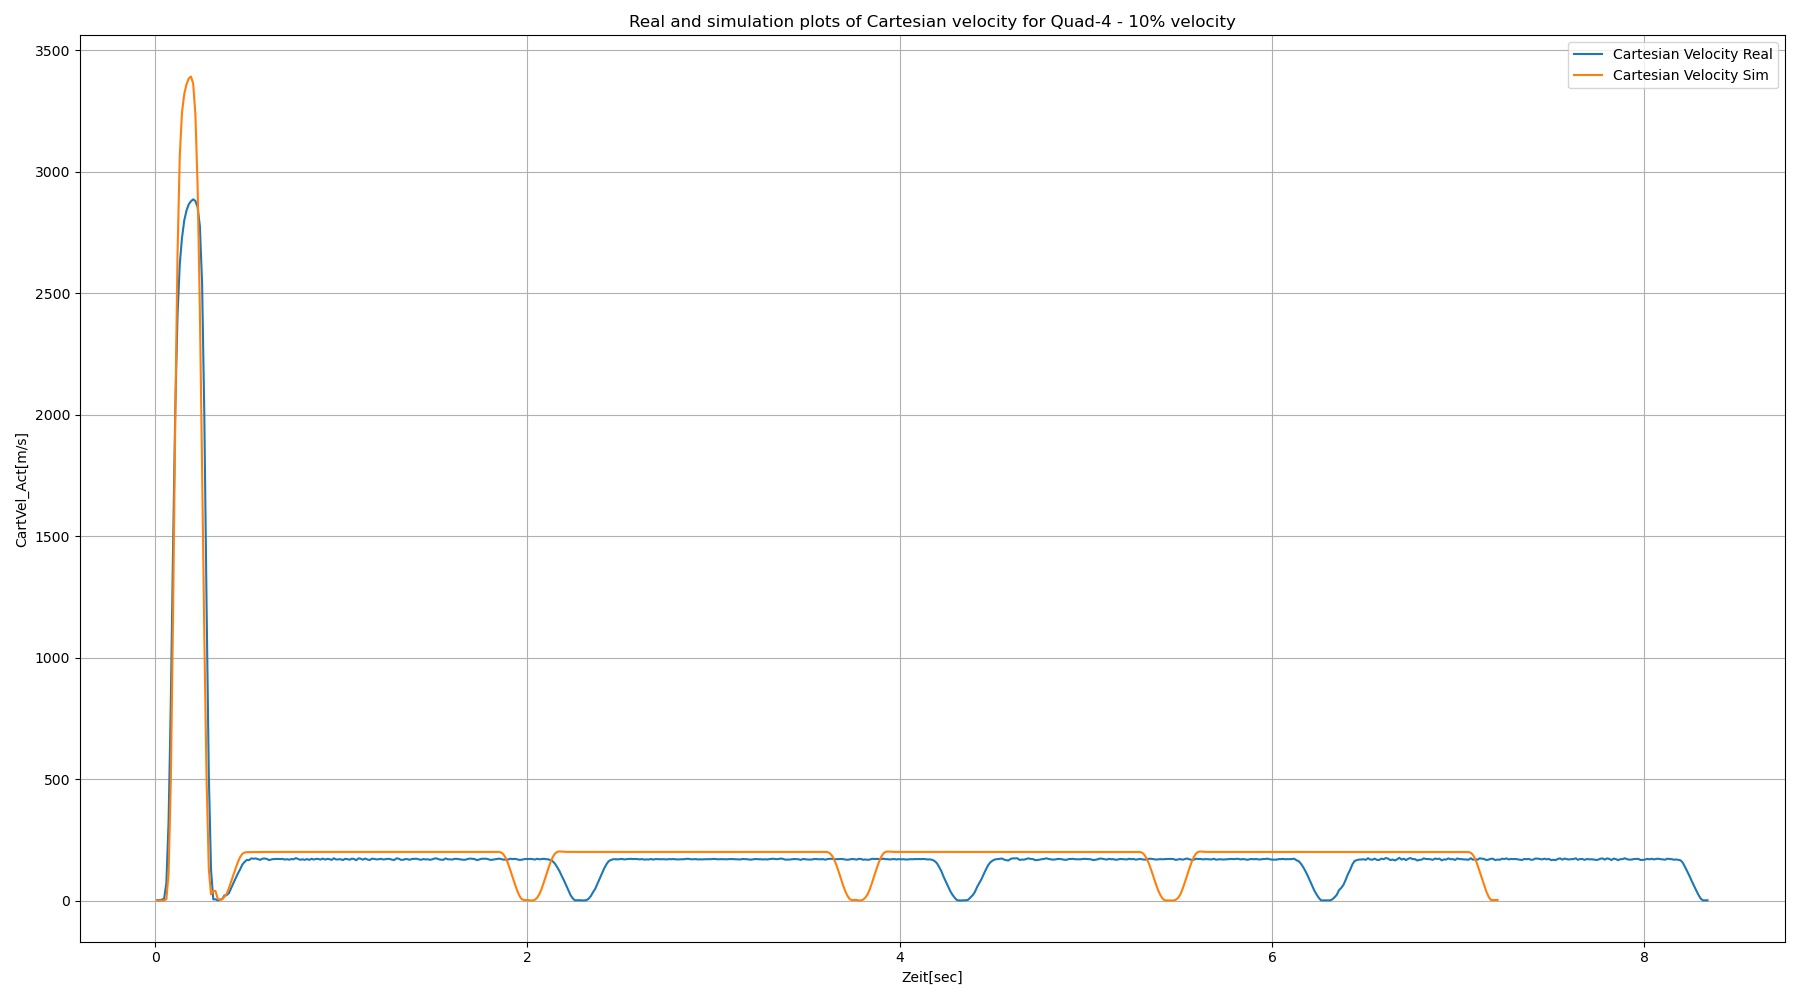 Real and simulation plots of Cartesian velocity for Quad-4 - 10% velocity
Cartesian Velocity Real
Cartesian Velocity Sim
3500
3000
2500
2000
1500
1000
500
0
CartVel_Act[m/s]
0
2
4
6
8
Zeit[sec]